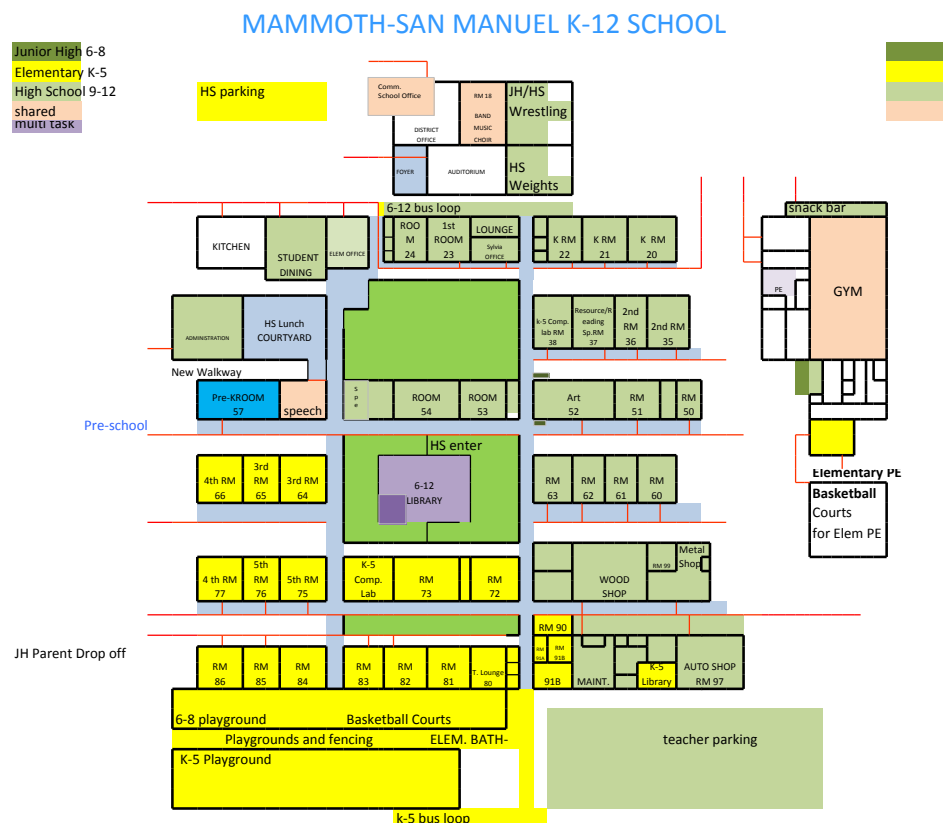 MAMMOTH-SAN MANUEL K-12 SCHOOL
Junior High 6-8
Elementary K-5
High School 9-12
shared
multi task
HS parking
Comm.
School Office
RM 18
BAND
MUSIC
CHOIR
JH/HS
Wrestling
DISTRICT
OFFICE
FOYER
AUDITORIUM
HS
Weights
6-12 bus loop
snack bar
KITCHEN
STUDENT
DINING
ELEM OFFICE
ROO
M
24
1st
ROOM
23
LOUNGE
Sylvia
OFFICE
K RM
22
K RM
21
K RM
20
PE
GYM
ADMINISTRATION
HS Lunch
COURTYARD
k-5 Comp.
lab RM
38
Resource/R
eading
Sp.RM
37
2nd
RM
36
2nd RM
35
New Walkway
Pre-KROOM
57
speech
s
p
e
ROOM
54
ROOM
53
Art
52
RM
51
RM
50
Pre-school
HS enter
4th RM
66
3rd
RM
65
3rd RM
64
6-12
LIBRARY
RM
63
RM
62
RM
61
RM
60
Elementary PE
Basketball
Courts
for Elem PE
4 th RM
77
5th
RM
76
5th RM
75
K-5
Comp.
Lab
RM
73
RM
72
WOOD
SHOP
RM 99
Metal
Shop
RM 90
JH Parent Drop off
RM
86
RM
85
RM
84
RM
83
RM
82
RM
81
T. Lounge
80
RM
91A
RM
91B
91B
MAINT.
K-5
Library
AUTO SHOP
RM 97
6-8 playground
Basketball Courts
Playgrounds and fencing
ELEM. BATH-
teacher parking
K-5 Playground
k-5 bus loop